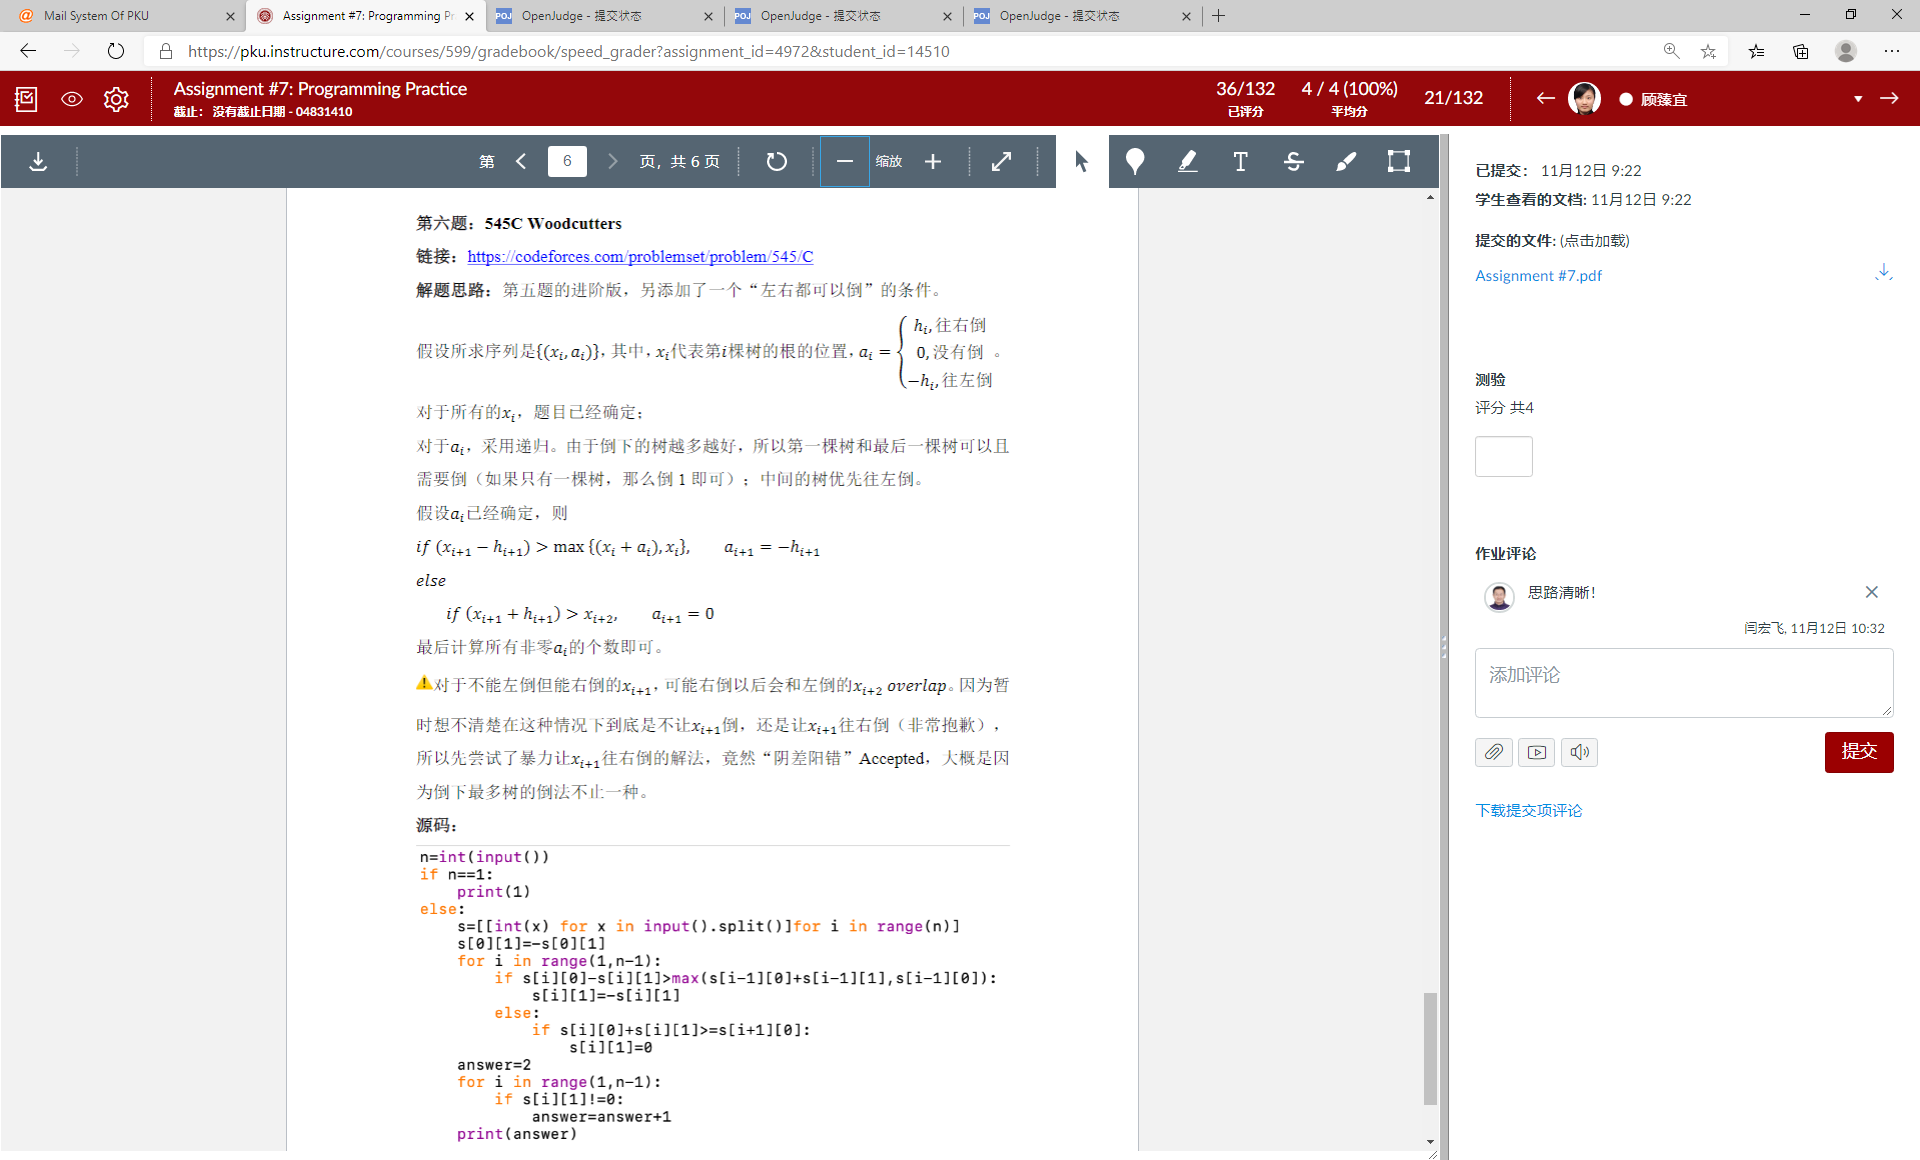 Mail System Of PKU
Assignment #7: Programming Pr
OpenJudge - 提交状态
OpenJudge - 提交状态
OpenJudge - 提交状态
https://pku.instructure.com/courses/599/gradebook/speed_grader?assignment_id=4972&student_id=14510
Assignment #7: Programming Practice
截止： 没有截止日期 - 04831410
36/132
已评分
4 / 4 (100%)
平均分
21/132
顾臻宜
第 6 页，共 6 页
缩放
T
S
第六题：545C Woodcutters
链接：https://codeforces.com/problemset/problem/545/C
解题思路：第五题的进阶版，另添加了一个“左右都可以倒”的条件。
假设所求序列是{(xᵢ, aᵢ)}，其中，xᵢ代表第i棵树的根的位置，aᵢ = { hᵢ, 往右倒
0, 没有倒 。
−hᵢ, 往左倒
对于所有的xᵢ，题目已经确定；
对于aᵢ，采用递归。由于倒下的树越多越好，所以第一棵树和最后一棵树可以且
需要倒（如果只有一棵树，那么倒 1 即可）；中间的树优先往左倒。
假设aᵢ已经确定，则
if (xᵢ₊₁ − hᵢ₊₁) > max {(xᵢ + aᵢ), xᵢ}, aᵢ₊₁ = −hᵢ₊₁
else
if (xᵢ₊₁ + hᵢ₊₁) > xᵢ₊₂, aᵢ₊₁ = 0
最后计算所有非零aᵢ的个数即可。
⚠对于不能左倒但能右倒的xᵢ₊₁，可能右倒以后会和左倒的xᵢ₊₂ overlap。因为暂
时想不清楚在这种情况下到底是不让xᵢ₊₁倒，还是让xᵢ₊₁往右倒（非常抱歉），
所以先尝试了暴力让xᵢ₊₁往右倒的解法，竟然“阴差阳错”Accepted，大概是因
为倒下最多树的倒法不止一种。
源码：
n=int(input())
if n==1:
    print(1)
else:
    s=[[int(x) for x in input().split()]for i in range(n)]
    s[0][1]=-s[0][1]
    for i in range(1,n-1):
        if s[i][0]-s[i][1]>max(s[i-1][0]+s[i-1][1],s[i-1][0]):
            s[i][1]=-s[i][1]
        else:
            if s[i][0]+s[i][1]>=s[i+1][0]:
                s[i][1]=0
    answer=2
    for i in range(1,n-1):
        if s[i][1]!=0:
            answer=answer+1
    print(answer)
已提交： 11月12日 9:22
学生查看的文档: 11月12日 9:22
提交的文件: (点击加载)
Assignment #7.pdf
测验
评分 共4
作业评论
思路清晰！
闫宏飞, 11月12日 10:32
添加评论
提交
下载提交项评论